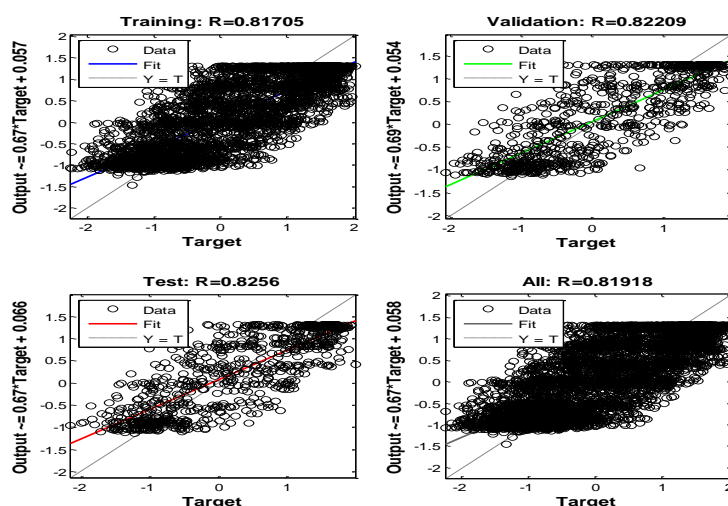 Training: R=0.81705
Output ~= 0.67*Target + 0.057
2
1.5
1
0.5
0
-0.5
-1
-1.5
-2
Data
Fit
Y = T
-2 -1 0 1 2
Target
Validation: R=0.82209
Output ~= 0.69*Target + 0.054
2
1.5
1
0.5
0
-0.5
-1
-1.5
-2
Data
Fit
Y = T
-2 -1 0 1
Target
Test: R=0.8256
Output ~= 0.67*Target + 0.066
2
1.5
1
0.5
0
-0.5
-1
-1.5
-2
Data
Fit
Y = T
-2 -1 0 1
Target
All: R=0.81918
Output ~= 0.67*Target + 0.058
2
1.5
1
0.5
0
-0.5
-1
-1.5
-2
Data
Fit
Y = T
-2 -1 0 1 2
Target